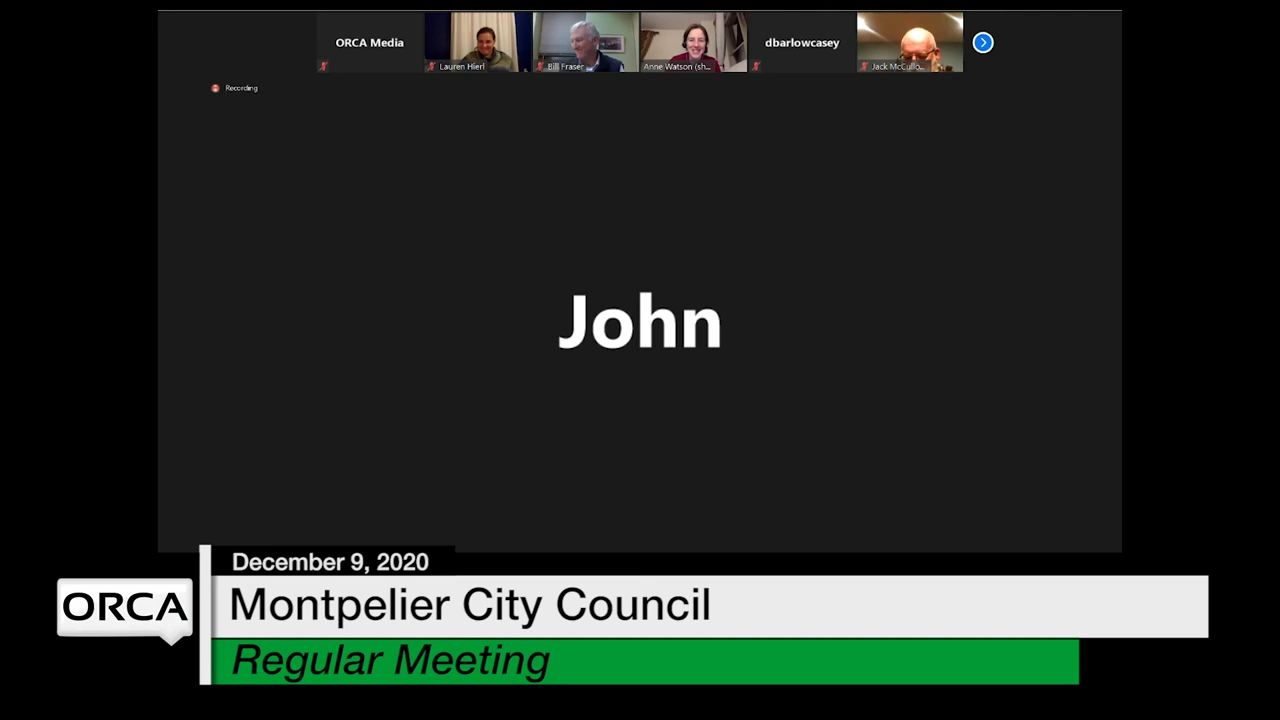 ORCA Media
Lauren Hierl
Bill Fraser
Anne Watson (sh...
dbarlowcasey
Jack McCullo...
Recording
John
December 9, 2020
ORCA
Montpelier City Council
Regular Meeting